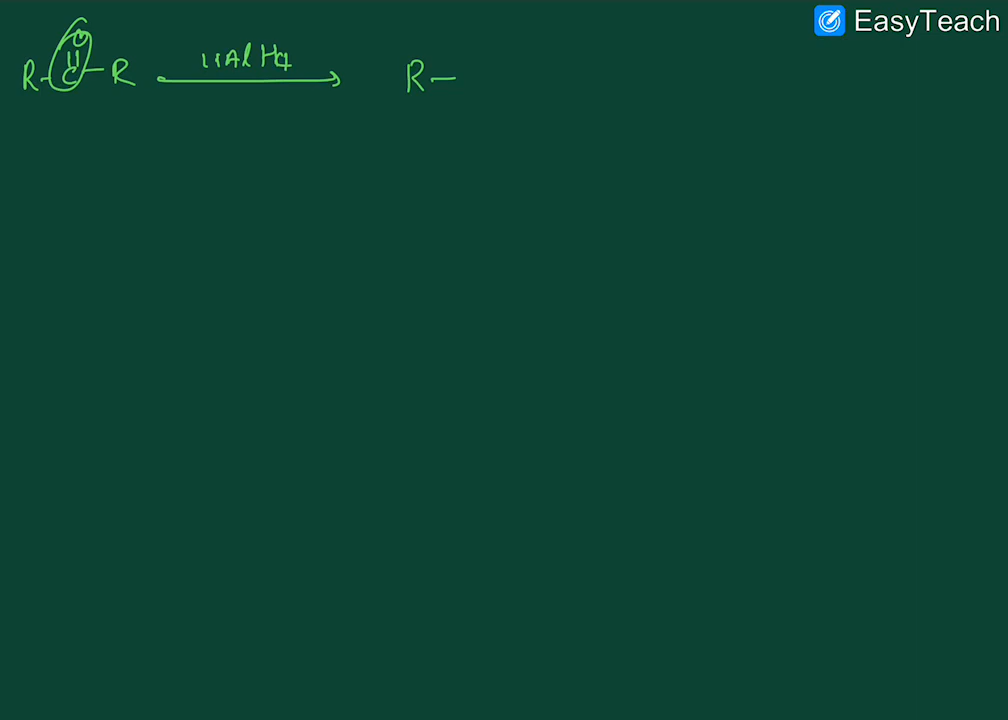 EasyTeach
O
||
R-C-R LiAlH4 → R-